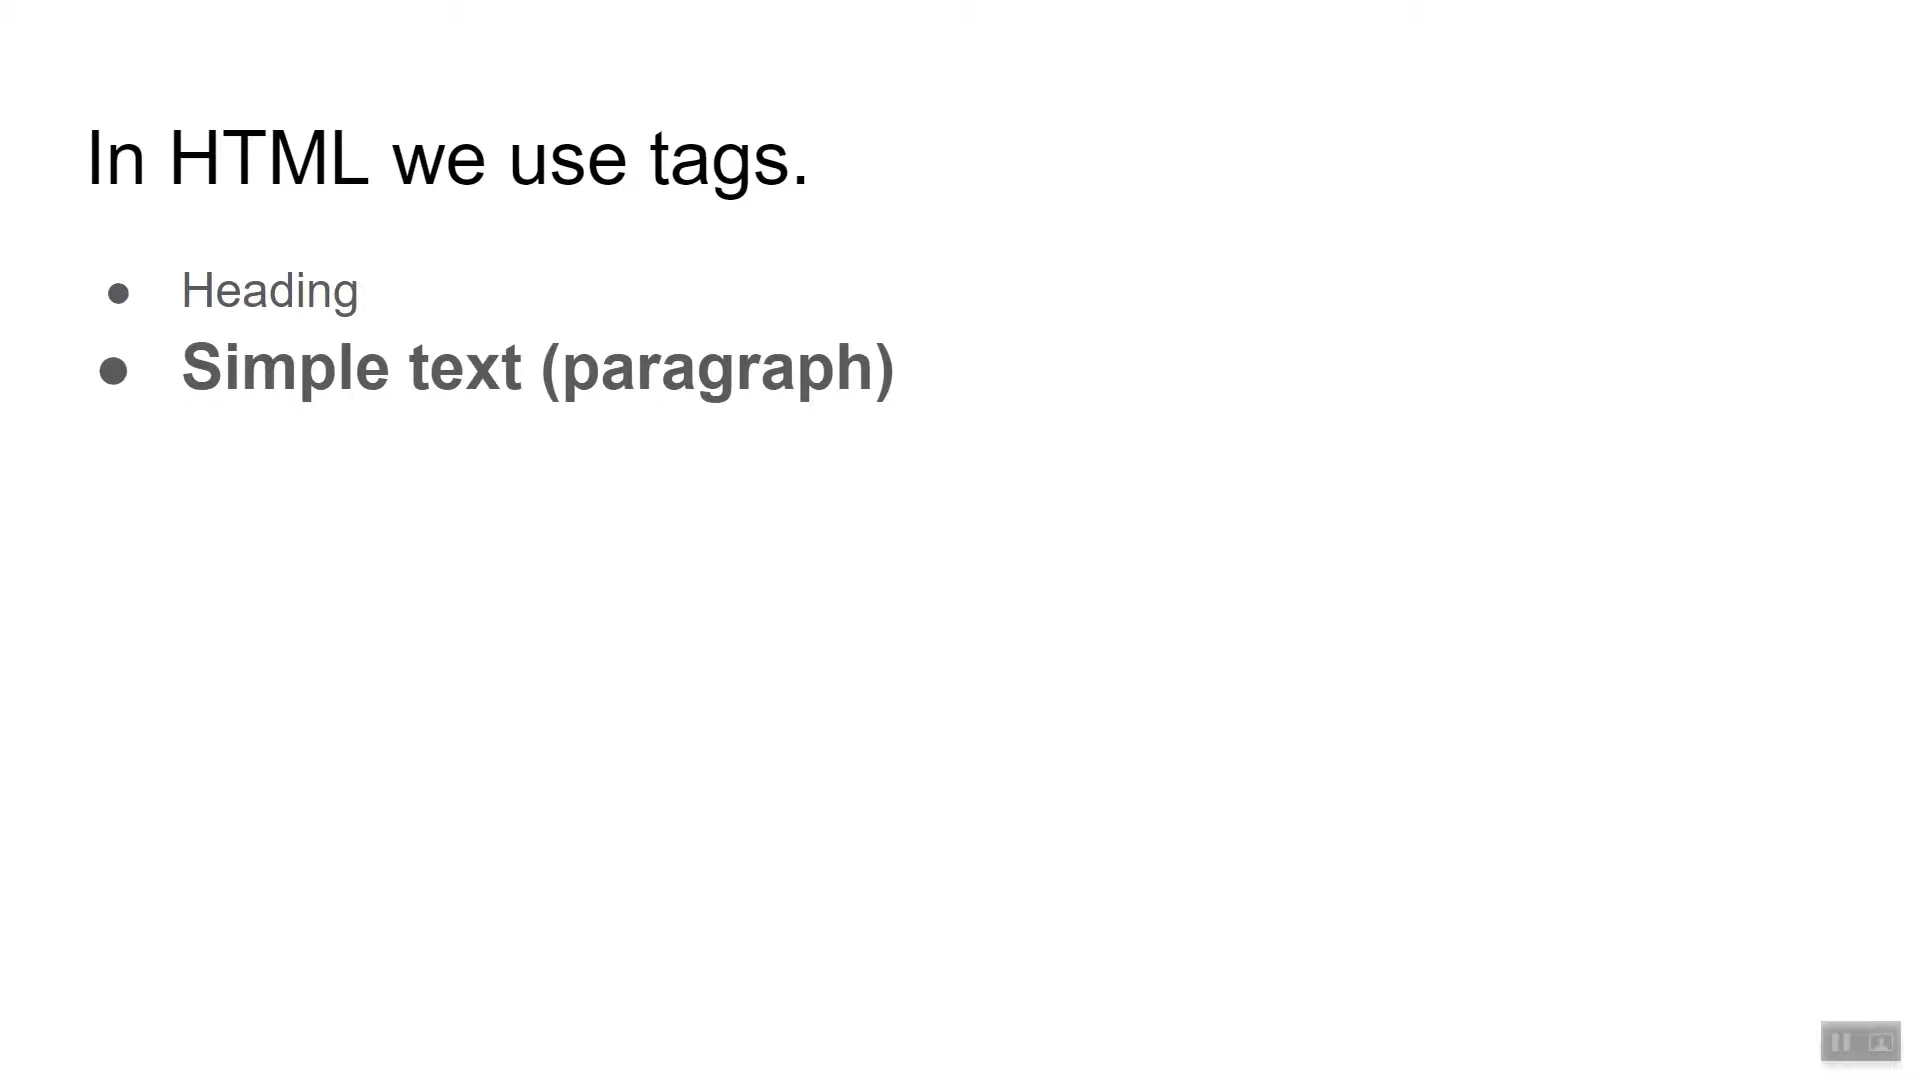 In HTML we use tags.
● Heading
● Simple text (paragraph)